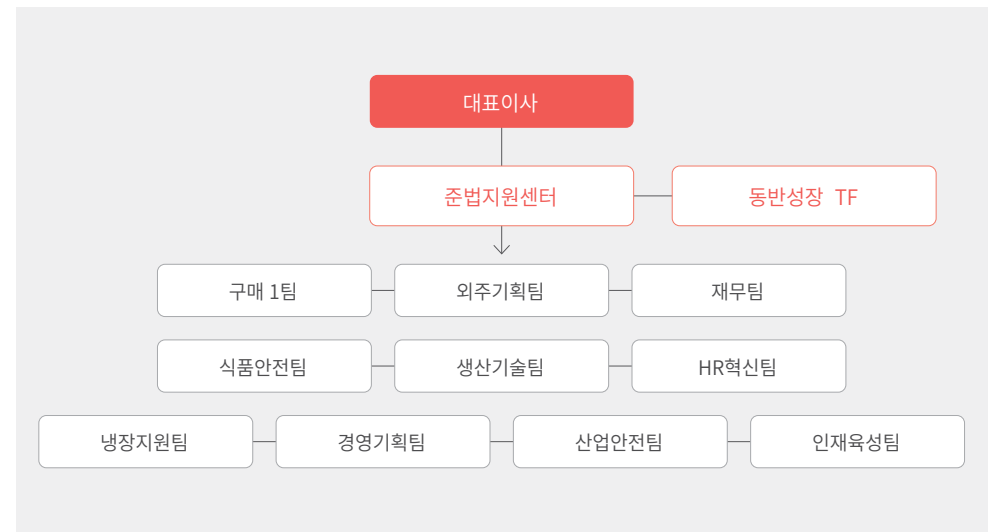 대표이사
준법지원센터
동반성장 TF
구매 1팀
외주기획팀
재무팀
식품안전팀
생산기술팀
HR혁신팀
냉장지원팀
경영기획팀
산업안전팀
인재육성팀